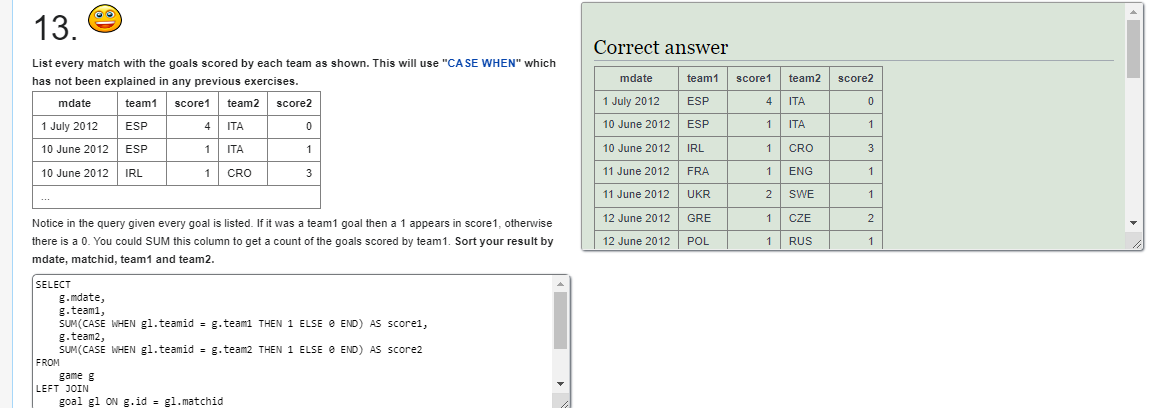 13.
List every match with the goals scored by each team as shown. This will use "CASE WHEN" which
has not been explained in any previous exercises.
mdate team1 score1 team2 score2
1 July 2012 ESP 4 ITA 0
10 June 2012 ESP 1 ITA 1
10 June 2012 IRL 1 CRO 3
...
Notice in the query given every goal is listed. If it was a team1 goal then a 1 appears in score1, otherwise
there is a 0. You could SUM this column to get a count of the goals scored by team1. Sort your result by
mdate, matchid, team1 and team2.
SELECT
g.mdate,
g.team1,
SUM(CASE WHEN gl.teamid = g.team1 THEN 1 ELSE 0 END) AS score1,
g.team2,
SUM(CASE WHEN gl.teamid = g.team2 THEN 1 ELSE 0 END) AS score2
FROM
game g
LEFT JOIN
goal gl ON g.id = gl.matchid
Correct answer
mdate team1 score1 team2 score2
1 July 2012 ESP 4 ITA 0
10 June 2012 ESP 1 ITA 1
10 June 2012 IRL 1 CRO 3
11 June 2012 FRA 1 ENG 1
11 June 2012 UKR 2 SWE 1
12 June 2012 GRE 1 CZE 2
12 June 2012 POL 1 RUS 1